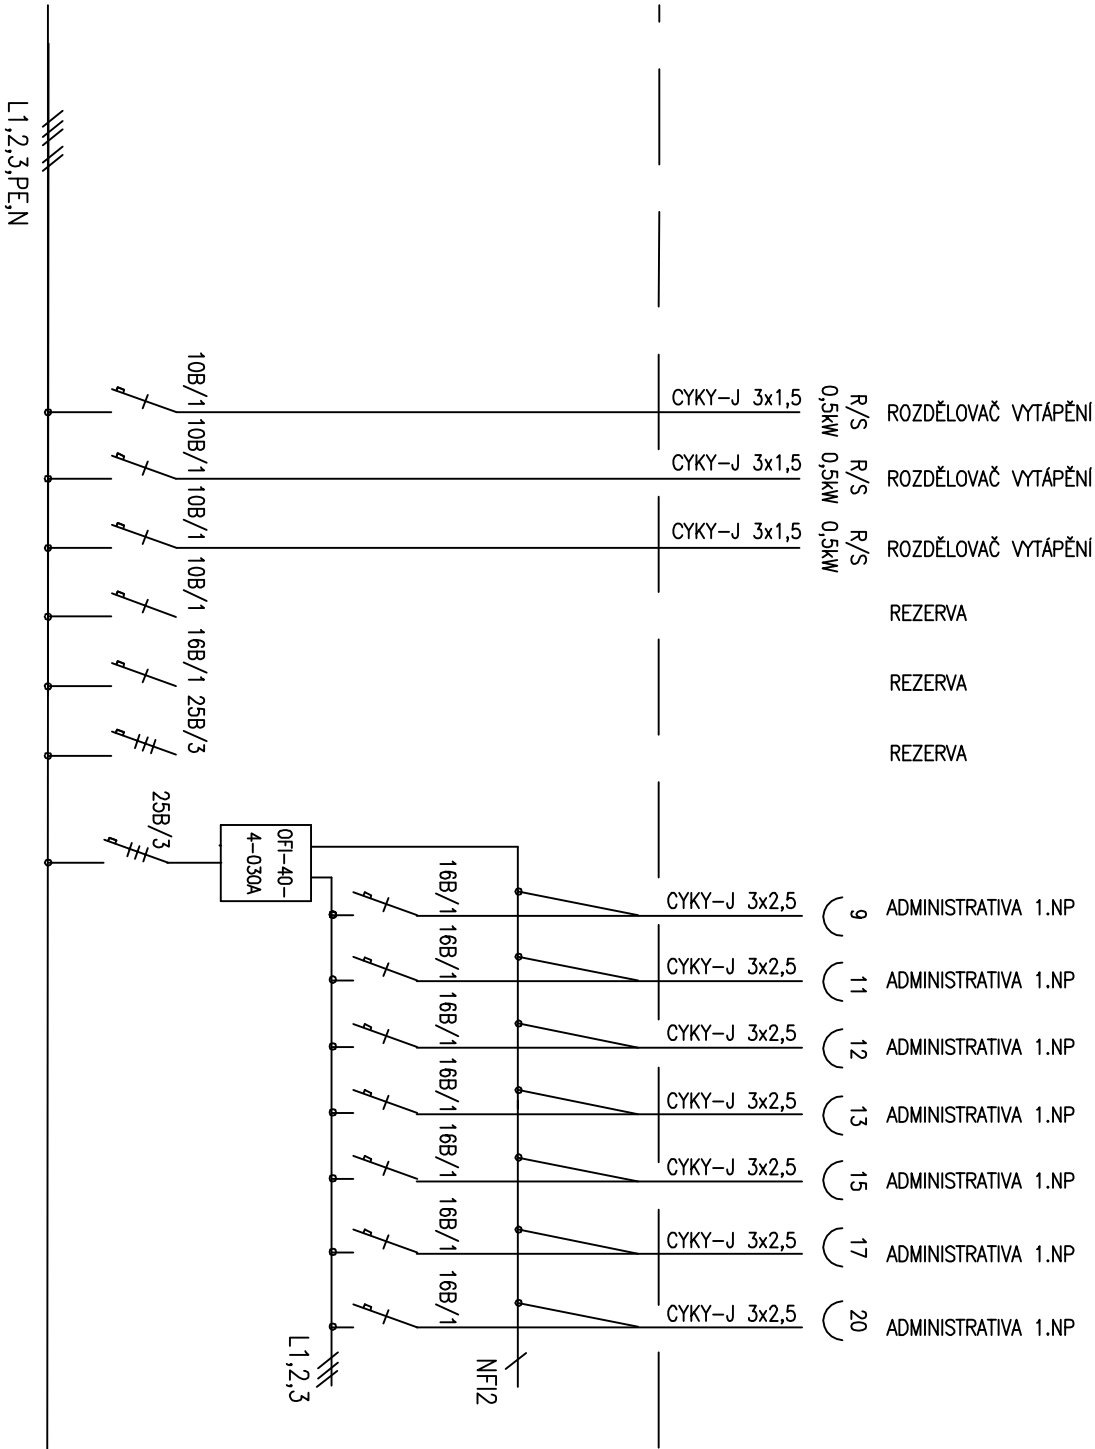 L1,2,3,PE,N
10B/1
CYKY-J 3x1,5
0,5kW
R/S
ROZDĚLOVAČ VYTÁPĚNÍ
10B/1
CYKY-J 3x1,5
0,5kW
R/S
ROZDĚLOVAČ VYTÁPĚNÍ
10B/1
CYKY-J 3x1,5
0,5kW
R/S
ROZDĚLOVAČ VYTÁPĚNÍ
10B/1
REZERVA
16B/1
REZERVA
25B/3
REZERVA
25B/3
OFI-40-
4-030A
16B/1
CYKY-J 3x2,5
9
ADMINISTRATIVA 1.NP
16B/1
CYKY-J 3x2,5
11
ADMINISTRATIVA 1.NP
16B/1
CYKY-J 3x2,5
12
ADMINISTRATIVA 1.NP
16B/1
CYKY-J 3x2,5
13
ADMINISTRATIVA 1.NP
16B/1
CYKY-J 3x2,5
15
ADMINISTRATIVA 1.NP
16B/1
CYKY-J 3x2,5
17
ADMINISTRATIVA 1.NP
16B/1
CYKY-J 3x2,5
20
ADMINISTRATIVA 1.NP
L1,2,3
NFI2